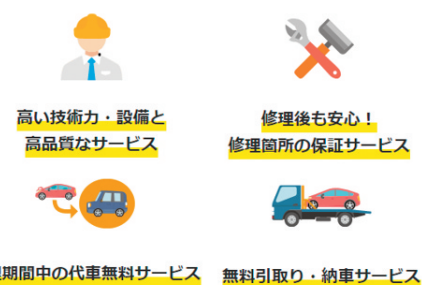 高い技術力・設備と
高品質なサービス
修理後も安心！
修理箇所の保証サービス
期間中の代車無料サービス
無料引取り・納車サービス